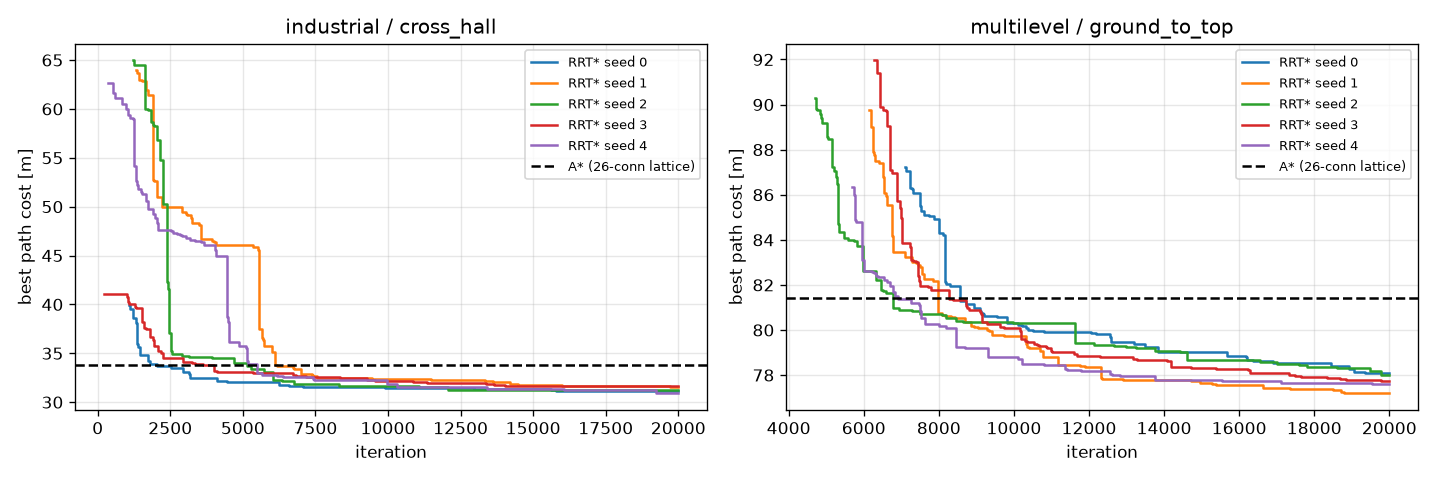 industrial / cross_hall
best path cost [m]
65
60
55
50
45
40
35
30
RRT* seed 0
RRT* seed 1
RRT* seed 2
RRT* seed 3
RRT* seed 4
A* (26-conn lattice)
0 2500 5000 7500 10000 12500 15000 17500 20000
iteration
multilevel / ground_to_top
best path cost [m]
92
90
88
86
84
82
80
78
RRT* seed 0
RRT* seed 1
RRT* seed 2
RRT* seed 3
RRT* seed 4
A* (26-conn lattice)
4000 6000 8000 10000 12000 14000 16000 18000 20000
iteration